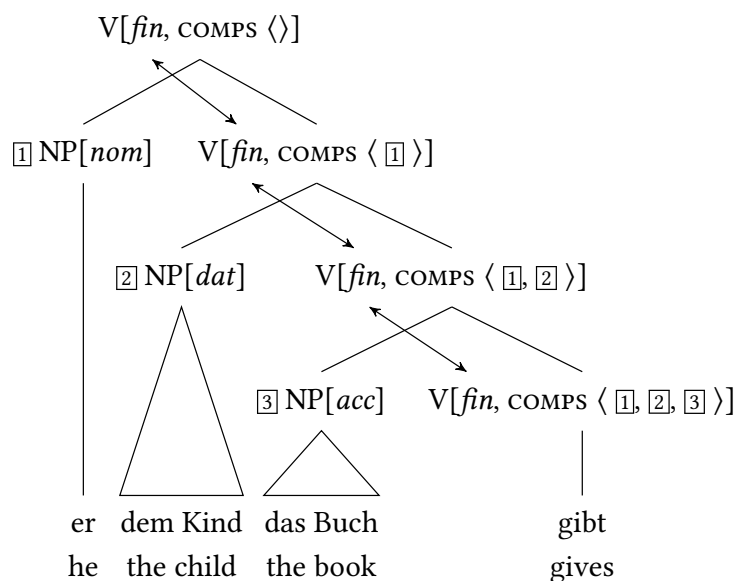 V[fin, COMPS ⟨⟩]
1 NP[nom] V[fin, COMPS ⟨ 1 ⟩]
2 NP[dat] V[fin, COMPS ⟨ 1, 2 ⟩]
3 NP[acc] V[fin, COMPS ⟨ 1, 2, 3 ⟩]
er dem Kind das Buch gibt
he the child the book gives